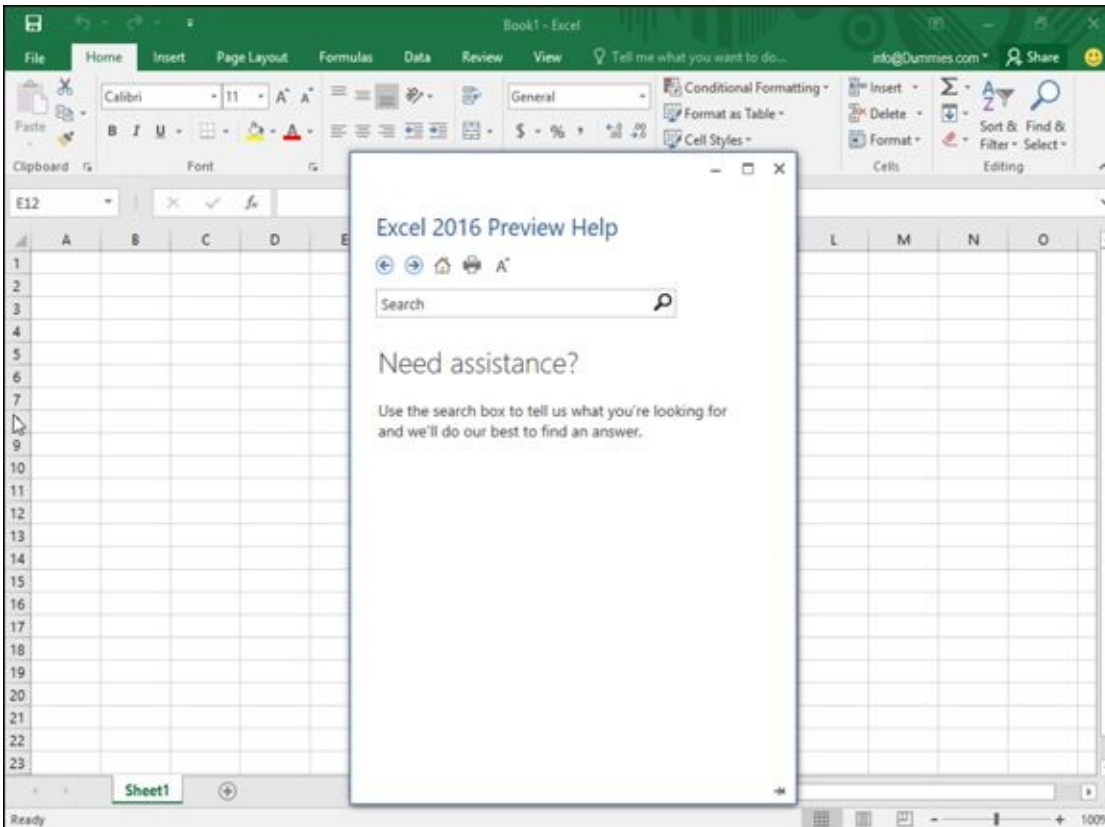 Book1 - Excel
File Home Insert Page Layout Formulas Data Review View Tell me what you want to do... info@Dummies.com Share
Calibri 11 A A General Conditional Formatting Insert
Paste Format as Table Delete Sort & Find &
B I U A $ % , Cell Styles Format Filter Select
Clipboard Font Cells Editing
E12 fx
A B C D E L M N O
1
2
3
4
5
6
7
9
10
11
12
13
14
15
16
17
18
19
20
21
22
23
Excel 2016 Preview Help
A
Search
Need assistance?
Use the search box to tell us what you're looking for
and we'll do our best to find an answer.
Sheet1
Ready 100%